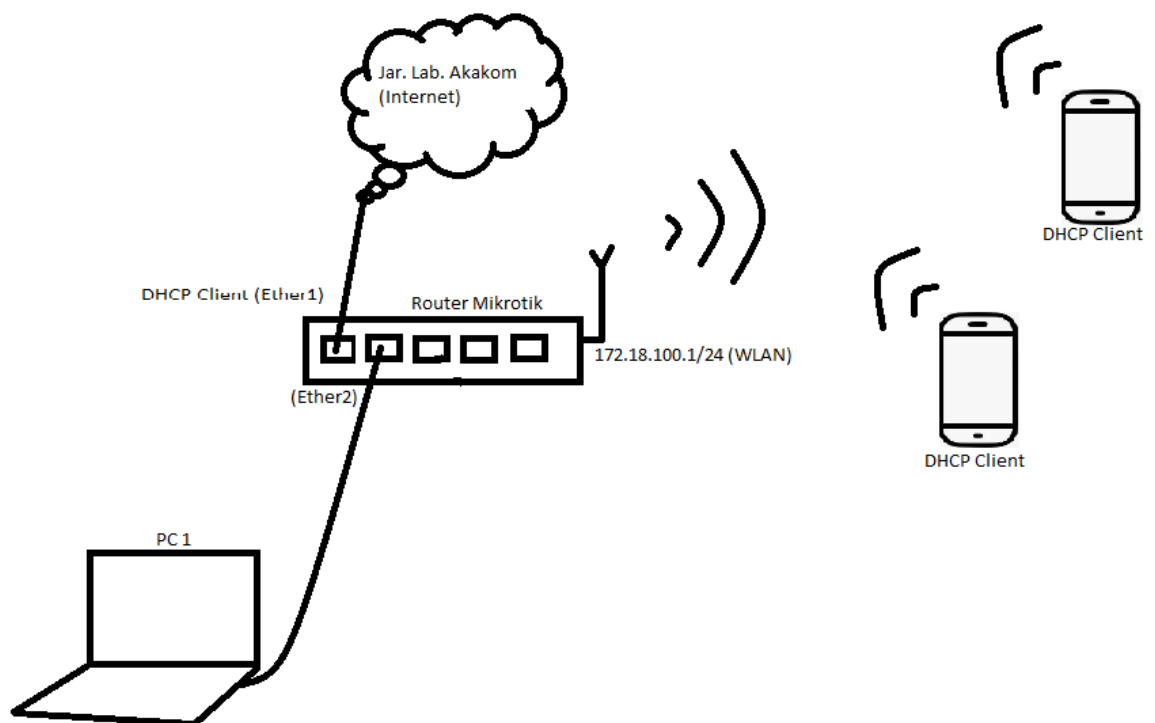 Jar. Lab. Akakom
(Internet)
DHCP Client
DHCP Client (Ether1)
Router Mikrotik
172.18.100.1/24 (WLAN)
(Ether2)
DHCP Client
PC 1